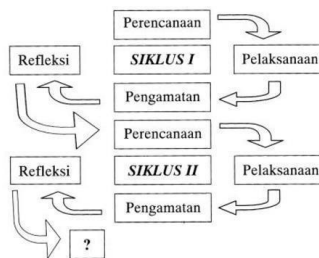 Perencanaan
Refleksi
SIKLUS I
Pelaksanaan
Pengamatan
Perencanaan
Refleksi
SIKLUS II
Pelaksanaan
Pengamatan
?